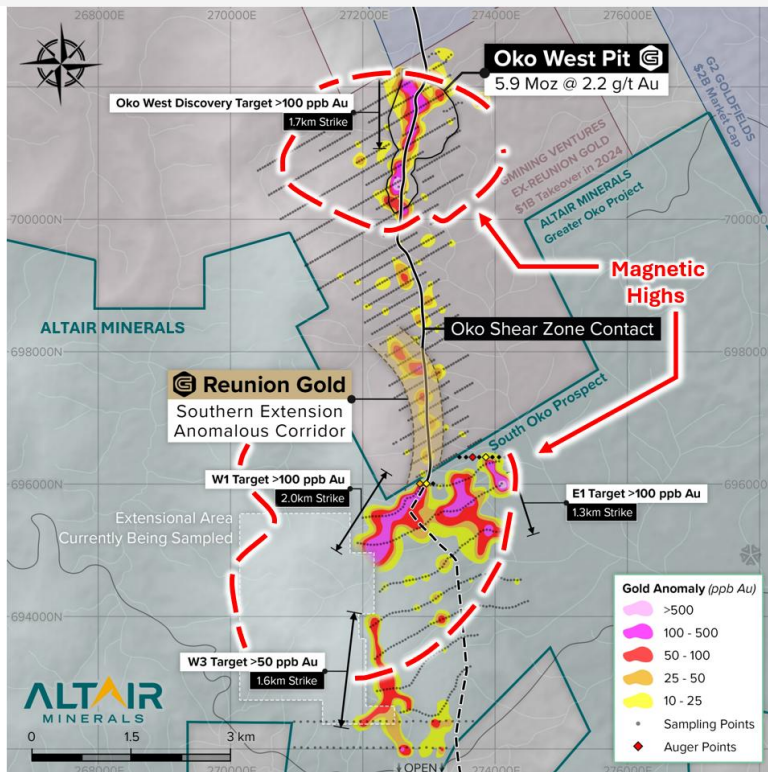 268000N
270000E
272000E
274000E
276000E
Oko West Pit
5.9 Moz @ 2.2 g/t Au
Oko West Discovery Target >100 ppb Au
1.7km Strike
G2 GOLDFIELDS
$2B Market Cap
GMINING VENTURES
EX-REUNION GOLD
$1B Takeover in 2024
ALTAIR MINERALS
Greater Oko Project
700000N
700000N
Magnetic
Highs
ALTAIR MINERALS
Oko Shear Zone Contact
698000N
698000N
Reunion Gold
Southern Extension
Anomalous Corridor
South Oko Prospect
W1 Target >100 ppb Au
2.0km Strike
696000N
696000N
E1 Target >100 ppb Au
1.3km Strike
Extensional Area
Currently Being Sampled
694000N
Gold Anomaly (ppb Au)
>500
100 - 500
50 - 100
25 - 50
10 - 25
Sampling Points
Auger Points
W3 Target >50 ppb Au
1.6km Strike
ALTAIR
MINERALS
0 1.5 3 km
OPEN